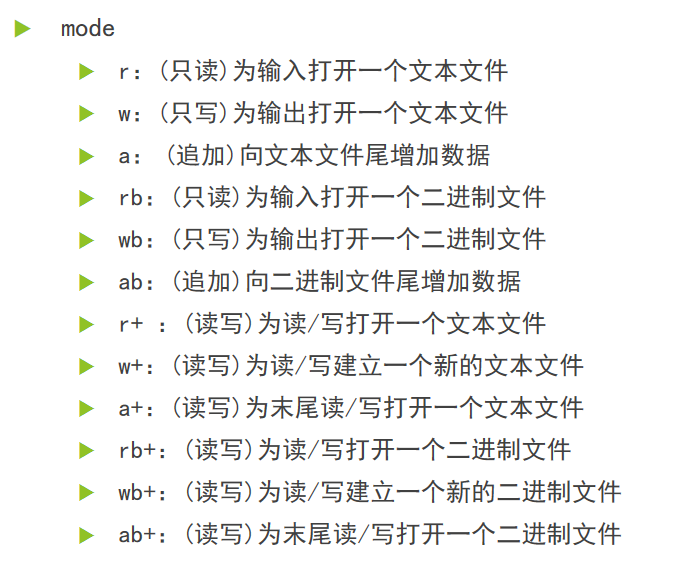 mode
r：(只读)为输入打开一个文本文件
w：(只写)为输出打开一个文本文件
a： (追加)向文本文件尾增加数据
rb：(只读)为输入打开一个二进制文件
wb：(只写)为输出打开一个二进制文件
ab：(追加)向二进制文件尾增加数据
r+ ：(读写)为读/写打开一个文本文件
w+：(读写)为读/写建立一个新的文本文件
a+：(读写)为末尾读/写打开一个文本文件
rb+：(读写)为读/写打开一个二进制文件
wb+：(读写)为读/写建立一个新的二进制文件
ab+：(读写)为末尾读/写打开一个二进制文件